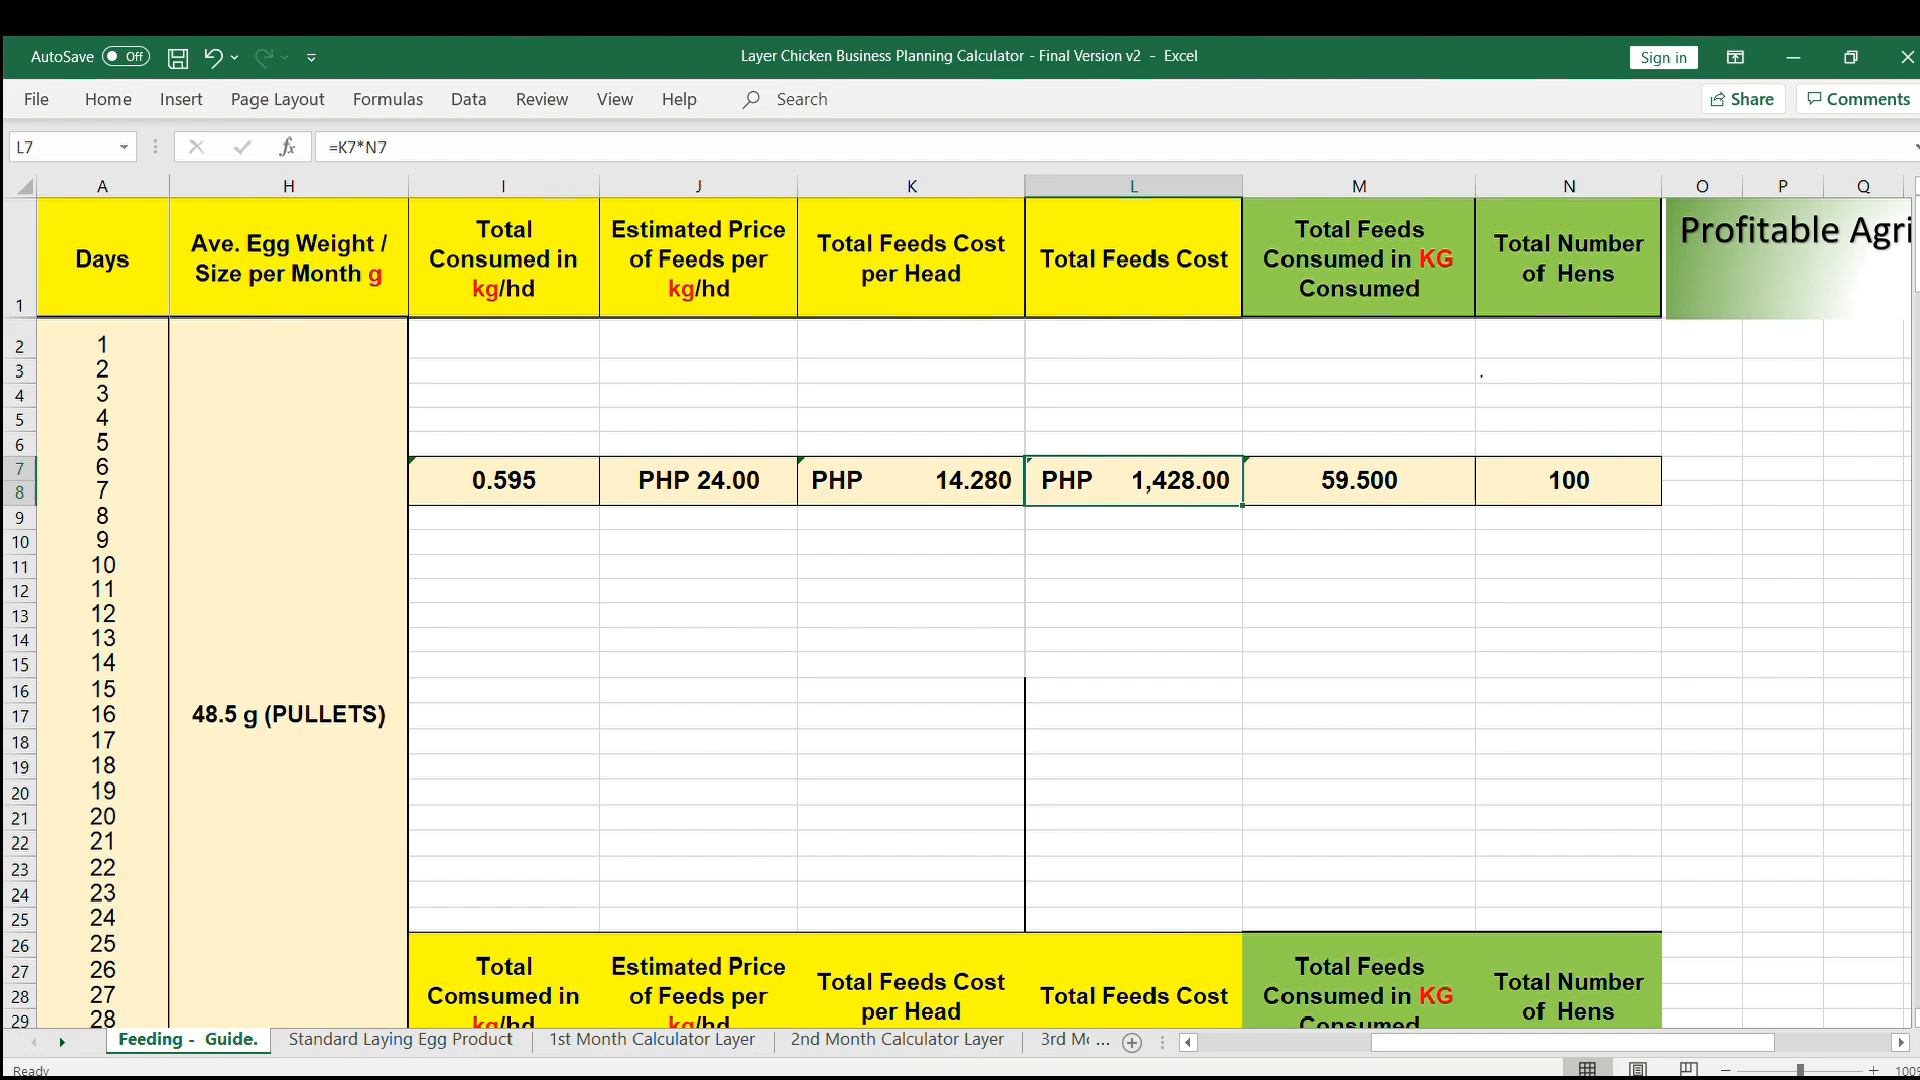 AutoSave Off
Layer Chicken Business Planning Calculator - Final Version v2 - Excel
Sign in
File Home Insert Page Layout Formulas Data Review View Help Search
Share Comments
L7
fx =K7*N7
A H I J K L M N O P Q
1
Days
Ave. Egg Weight /
Size per Month g
Total
Consumed in
kg/hd
Estimated Price
of Feeds per
kg/hd
Total Feeds Cost
per Head
Total Feeds Cost
Total Feeds
Consumed in KG
Consumed
Total Number
of Hens
Profitable Agri
2 1
3 2
4 3
5 4
6 5
7 6
8 7
0.595 PHP 24.00 PHP 14.280 PHP 1,428.00 59.500 100
9 8
10 9
11 10
12 11
13 12
14 13
15 14
16 15
17 16
48.5 g (PULLETS)
18 17
19 18
20 19
21 20
22 21
23 22
24 23
25 24
26 25
27 26
28 27
29 28
Total
Comsumed in
kg/hd
Estimated Price
of Feeds per
kg/hd
Total Feeds Cost
per Head
Total Feeds Cost
Total Feeds
Consumed in KG
Consumed
Total Number
of Hens
Feeding - Guide. Standard Laying Egg Product 1st Month Calculator Layer 2nd Month Calculator Layer 3rd Mo ...
Ready
100%